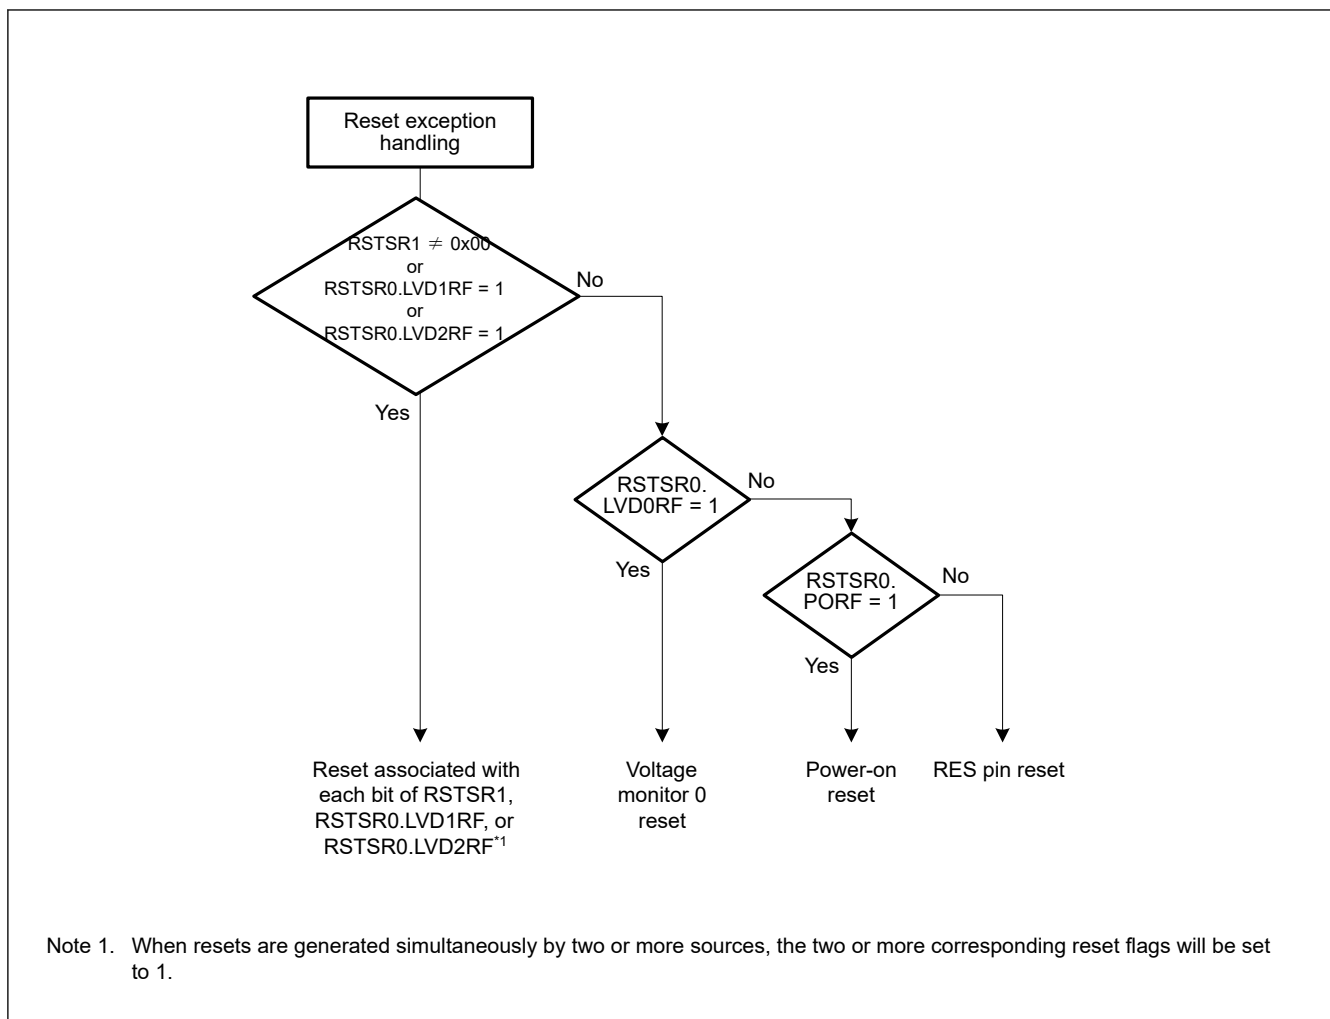 Reset exception
handling
RSTSR1 ≠ 0x00
or
RSTSR0.LVD1RF = 1
or
RSTSR0.LVD2RF = 1
No
Yes
RSTSR0.
LVD0RF = 1
No
Yes
RSTSR0.
PORF = 1
No
Yes
Reset associated with
each bit of RSTSR1,
RSTSR0.LVD1RF, or
RSTSR0.LVD2RF*1
Voltage
monitor 0
reset
Power-on
reset
RES pin reset
Note 1. When resets are generated simultaneously by two or more sources, the two or more corresponding reset flags will be set
to 1.